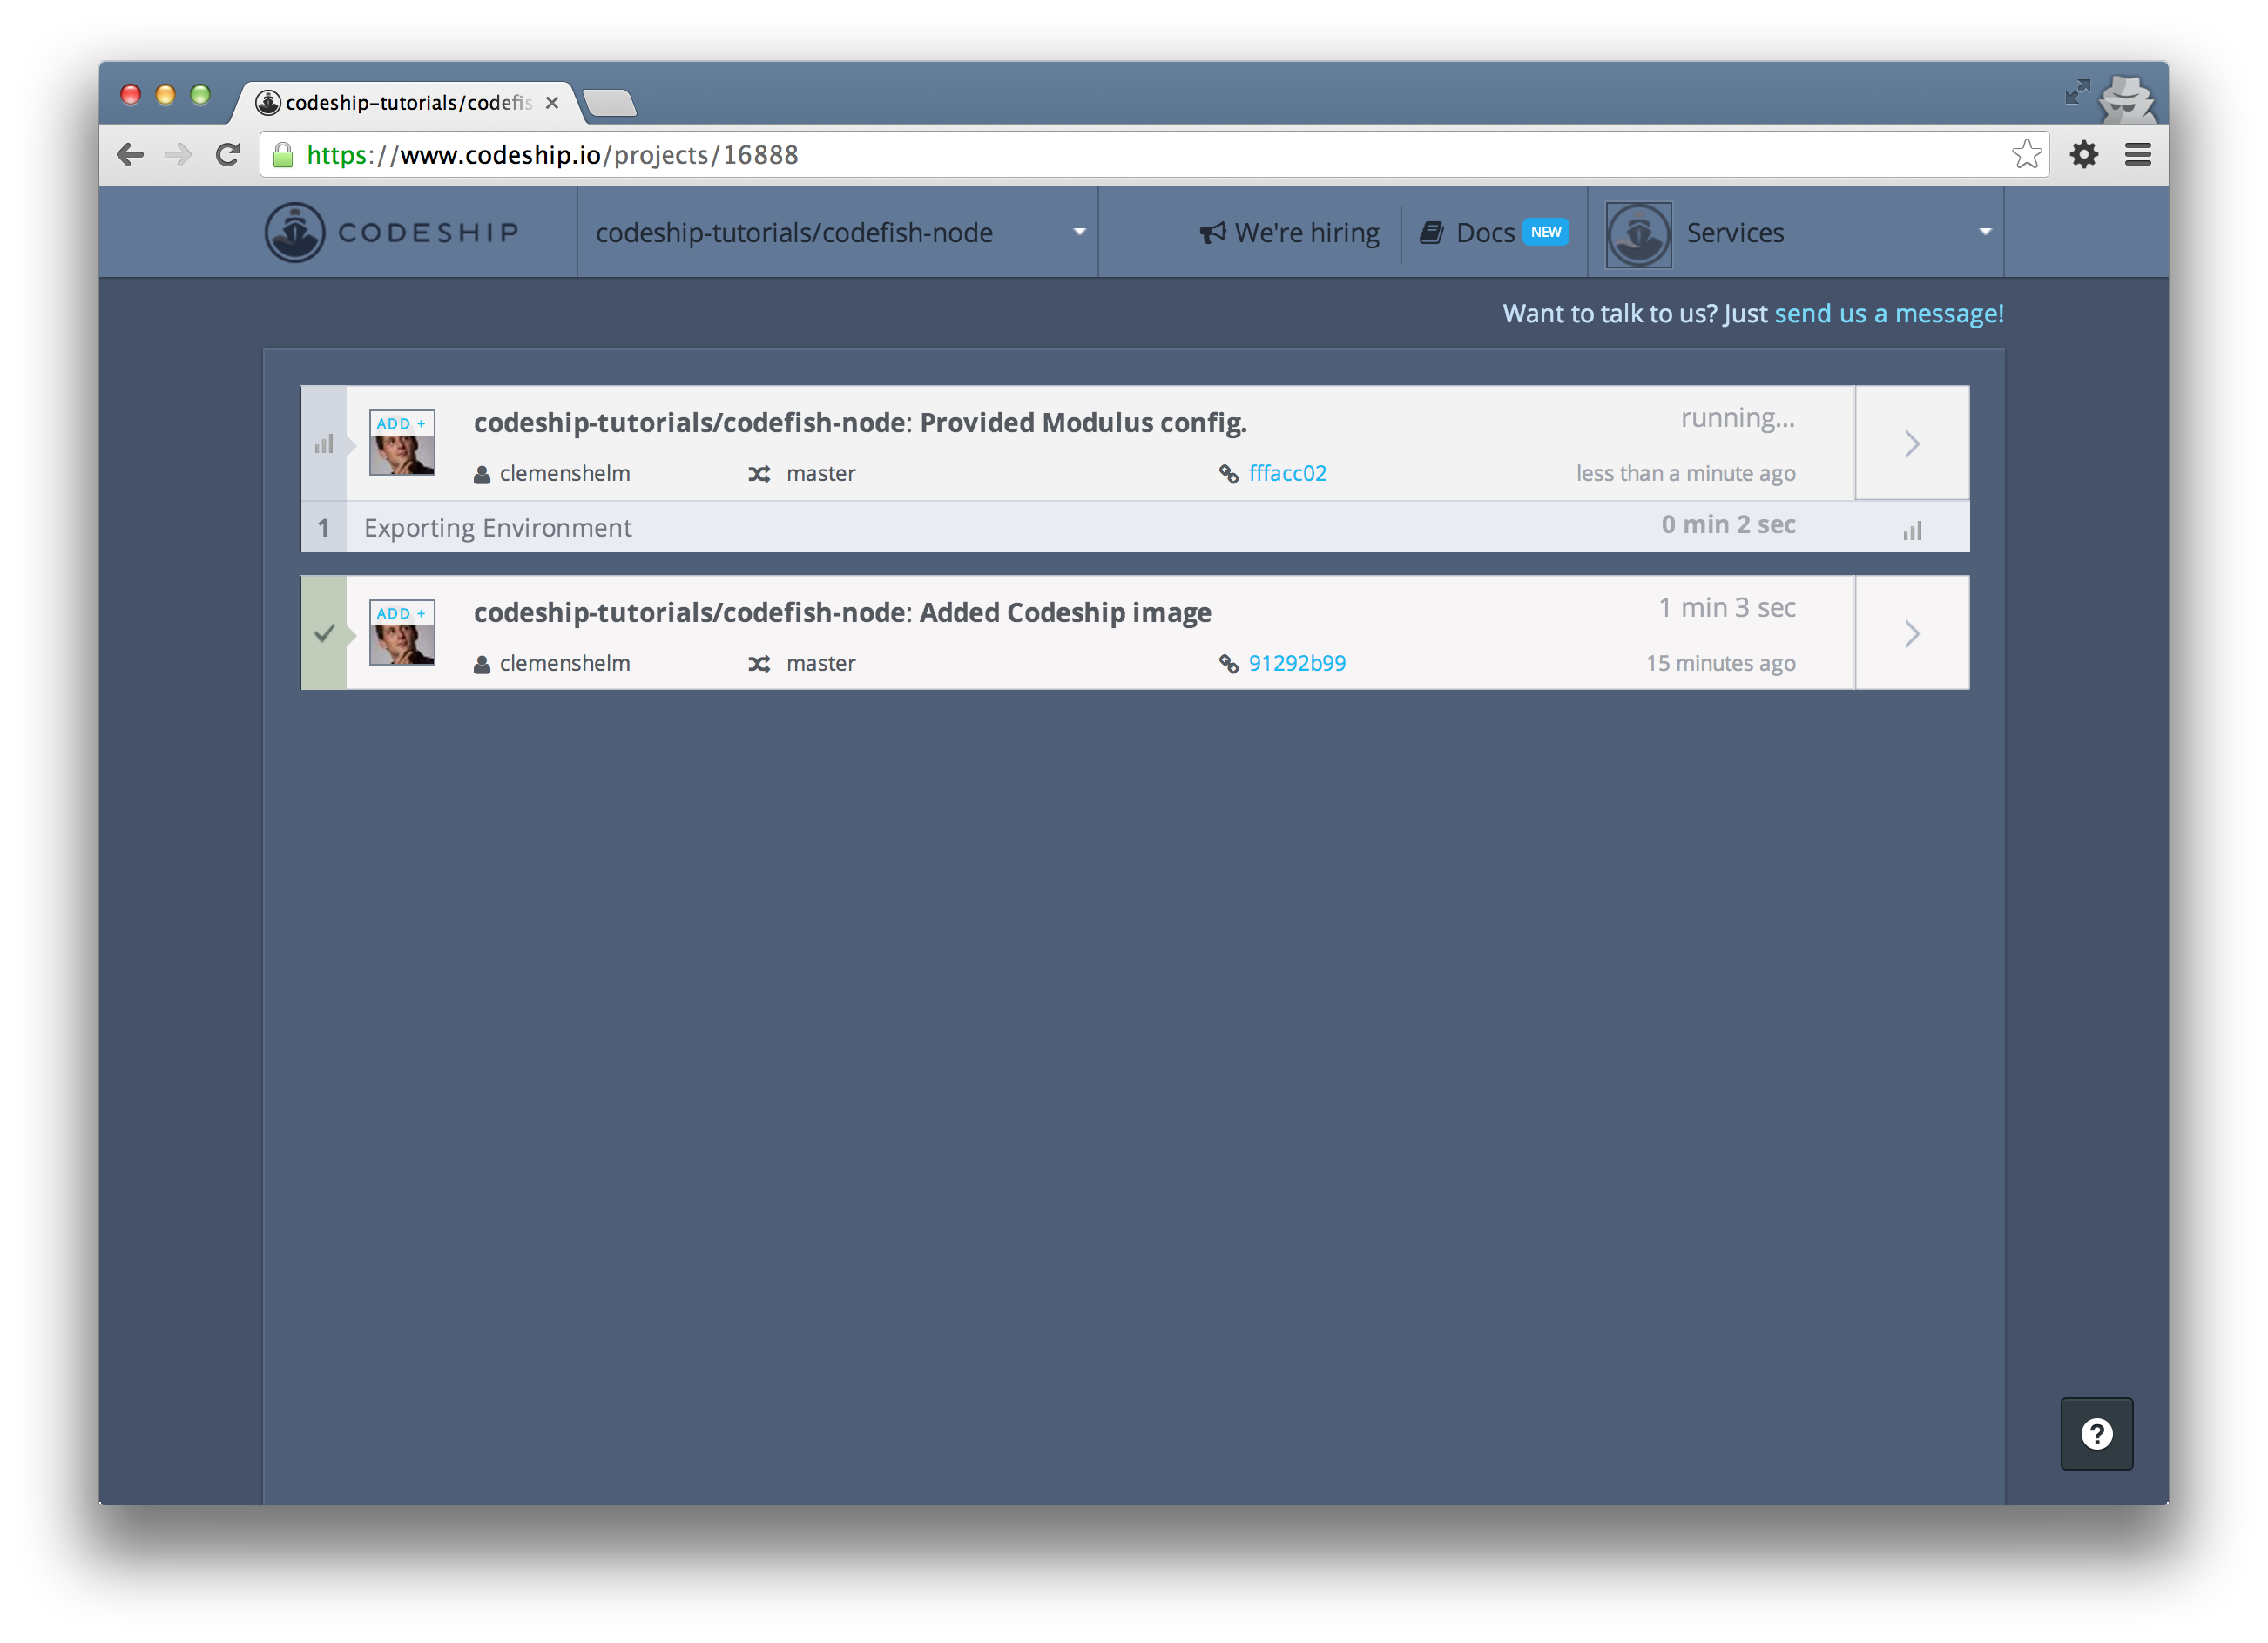 codeship-tutorials/codefis
https://www.codeship.io/projects/16888
CODESHIP
codeship-tutorials/codefish-node
We're hiring
Docs NEW
Services
Want to talk to us? Just send us a message!
ADD +
codeship-tutorials/codefish-node: Provided Modulus config.
running...
clemenshelm
master
fffacc02
less than a minute ago
1 Exporting Environment
0 min 2 sec
ADD +
codeship-tutorials/codefish-node: Added Codeship image
1 min 3 sec
clemenshelm
master
91292b99
15 minutes ago
?